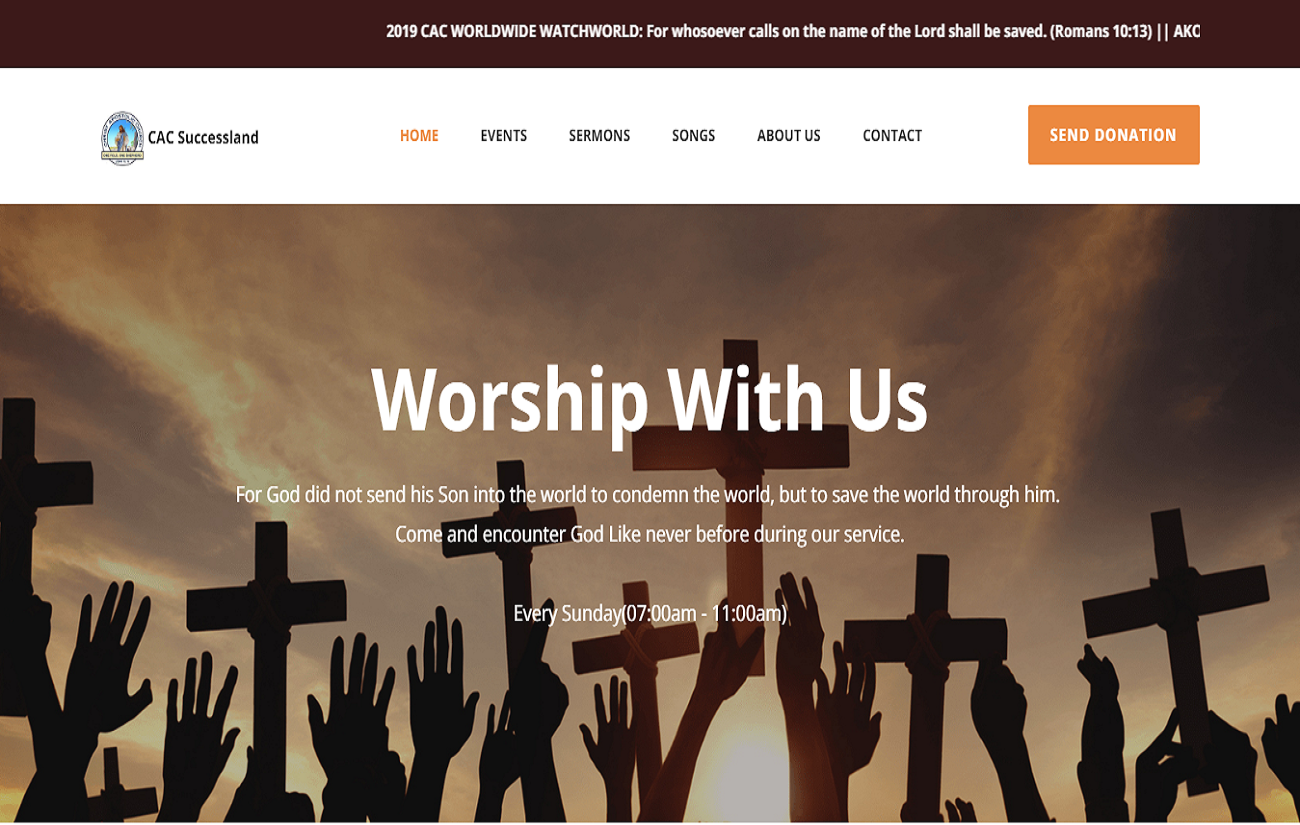 2019 CAC WORLDWIDE WATCHWORLD: For whosoever calls on the name of the Lord shall be saved. (Romans 10:13) || AKO
CAC Successland
HOME
EVENTS
SERMONS
SONGS
ABOUT US
CONTACT
SEND DONATION
Worship With Us
For God did not send his Son into the world to condemn the world, but to save the world through him.
Come and encounter God Like never before during our service.
Every Sunday(07:00am - 11:00am)